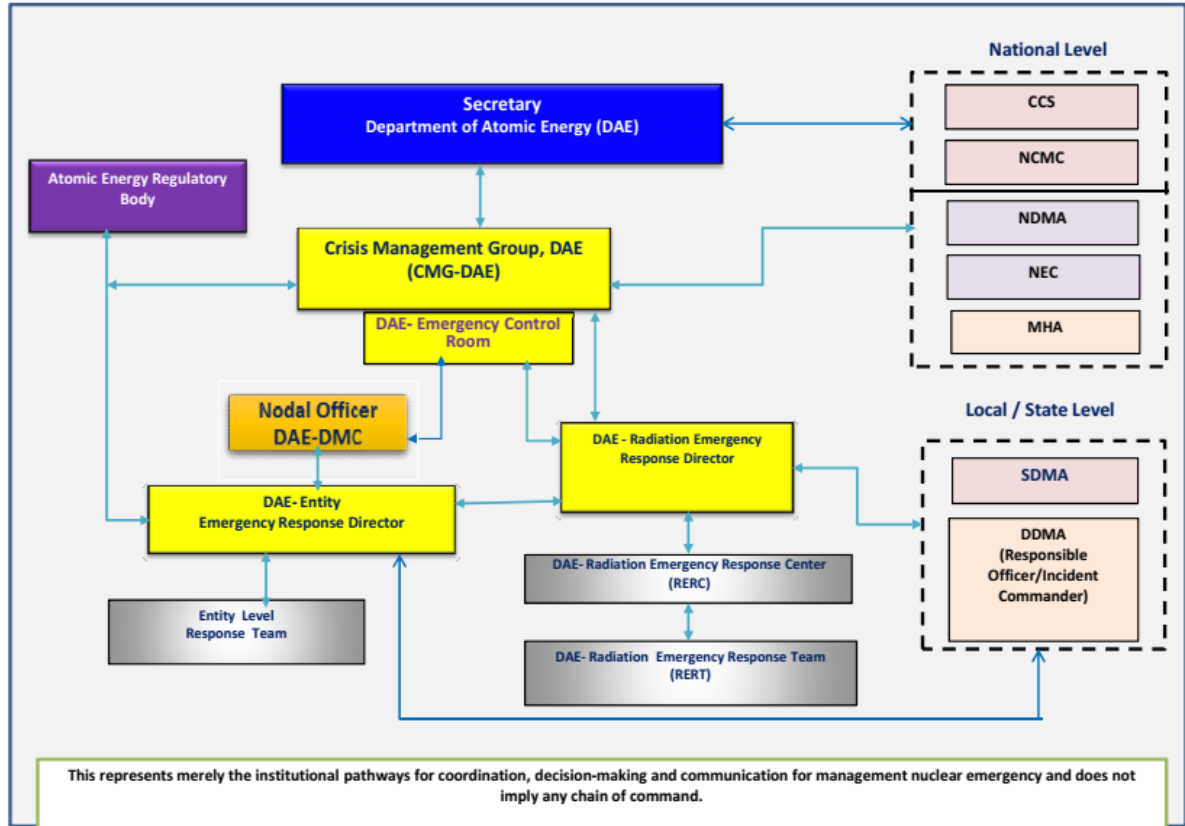 National Level
Secretary
Department of Atomic Energy (DAE)
CCS
NCMC
Atomic Energy Regulatory
Body
NDMA
Crisis Management Group, DAE
(CMG-DAE)
NEC
DAE- Emergency Control
Room
MHA
Nodal Officer
DAE-DMC
Local / State Level
DAE - Radiation Emergency
Response Director
SDMA
DAE- Entity
Emergency Response Director
DDMA
(Responsible
Officer/Incident
Commander)
DAE- Radiation Emergency Response Center
(RERC)
Entity Level
Response Team
DAE- Radiation Emergency Response Team
(RERT)
This represents merely the institutional pathways for coordination, decision-making and communication for management nuclear emergency and does not
imply any chain of command.